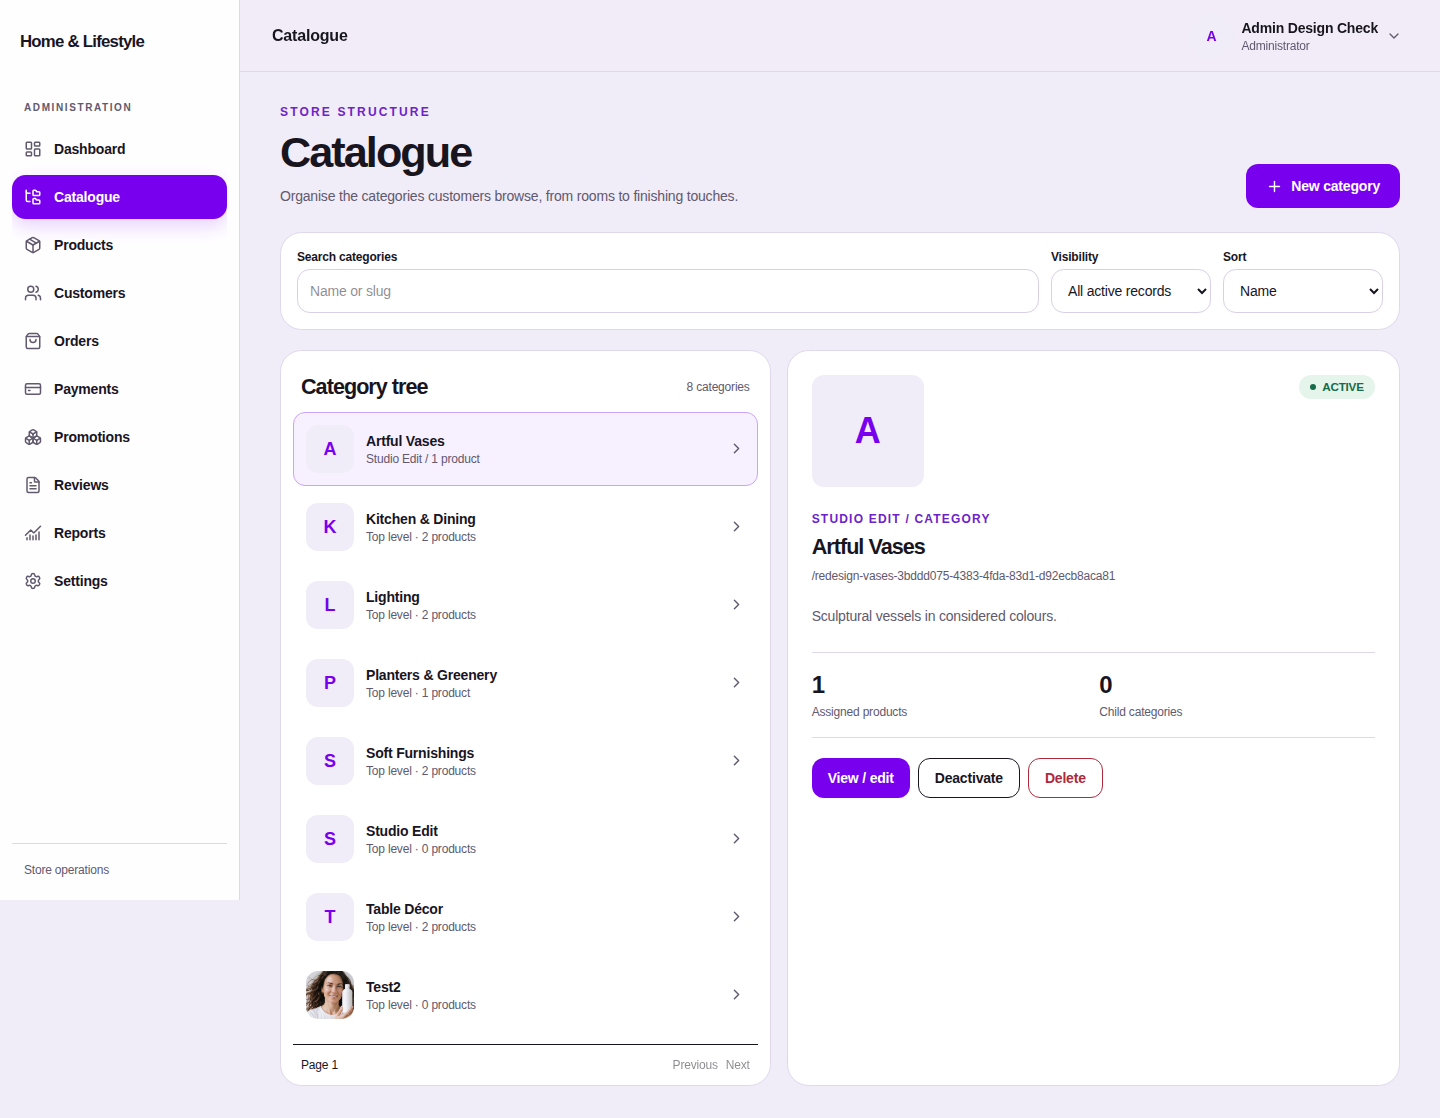 Home & Lifestyle
ADMINISTRATION
Dashboard
Catalogue
Products
Customers
Orders
Payments
Promotions
Reviews
Reports
Settings
Store operations
Catalogue
A
Admin Design Check
Administrator
STORE STRUCTURE
Catalogue
Organise the categories customers browse, from rooms to finishing touches.
New category
Search categories
Name or slug
Visibility
All active records
Sort
Name
Category tree
8 categories
A
Artful Vases
Studio Edit / 1 product
K
Kitchen & Dining
Top level · 2 products
L
Lighting
Top level · 2 products
P
Planters & Greenery
Top level · 1 product
S
Soft Furnishings
Top level · 2 products
S
Studio Edit
Top level · 0 products
T
Table Décor
Top level · 2 products
Test2
Top level · 0 products
Page 1
Previous Next
A
ACTIVE
STUDIO EDIT / CATEGORY
Artful Vases
/redesign-vases-3bddd075-4383-4fda-83d1-d92ecb8aca81
Sculptural vessels in considered colours.
1
Assigned products
0
Child categories
View / edit
Deactivate
Delete